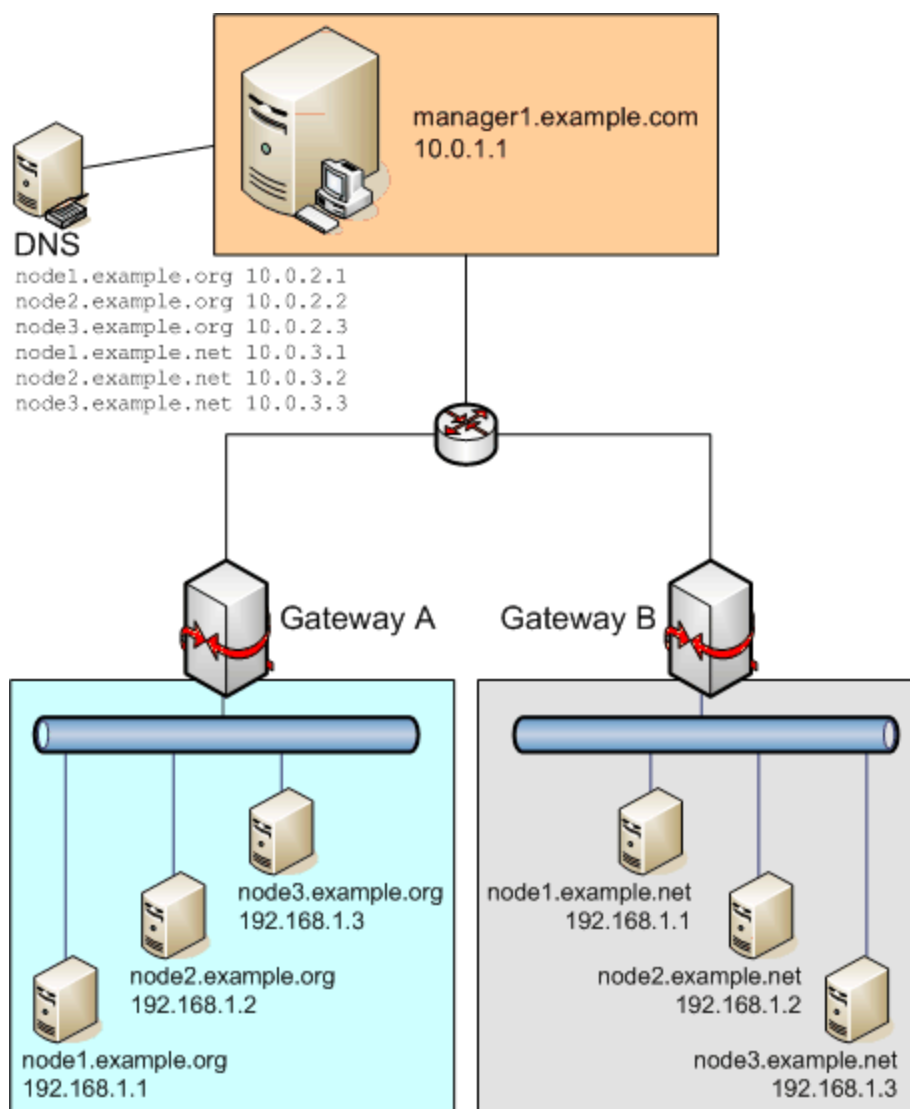 manager1.example.com
10.0.1.1
DNS
node1.example.org 10.0.2.1
node2.example.org 10.0.2.2
node3.example.org 10.0.2.3
node1.example.net 10.0.3.1
node2.example.net 10.0.3.2
node3.example.net 10.0.3.3
Gateway A
Gateway B
node3.example.org
192.168.1.3
node2.example.org
192.168.1.2
node1.example.org
192.168.1.1
node1.example.net
192.168.1.1
node2.example.net
192.168.1.2
node3.example.net
192.168.1.3